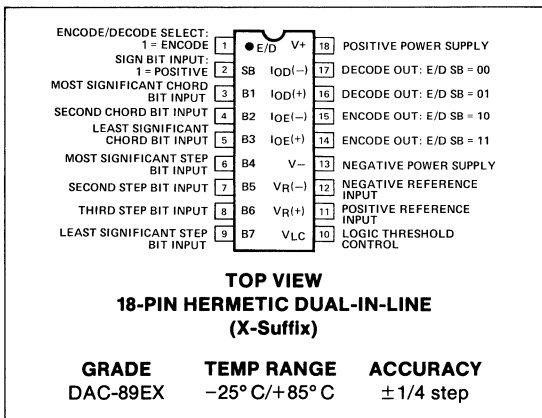 ENCODE/DECODE SELECT:
1 = ENCODE 1 E/D V+ 18 POSITIVE POWER SUPPLY
SIGN BIT INPUT:
1 = POSITIVE 2 SB IOD(−) 17 DECODE OUT: E/D SB = 00
MOST SIGNIFICANT CHORD
BIT INPUT 3 B1 IOD(+) 16 DECODE OUT: E/D SB = 01
SECOND CHORD BIT INPUT 4 B2 IOE(−) 15 ENCODE OUT: E/D SB = 10
LEAST SIGNIFICANT
CHORD BIT INPUT 5 B3 IOE(+) 14 ENCODE OUT: E/D SB = 11
MOST SIGNIFICANT STEP
BIT INPUT 6 B4 V− 13 NEGATIVE POWER SUPPLY
SECOND STEP BIT INPUT 7 B5 VR(−) 12 NEGATIVE REFERENCE
INPUT
THIRD STEP BIT INPUT 8 B6 VR(+) 11 POSITIVE REFERENCE
INPUT
LEAST SIGNIFICANT STEP
BIT INPUT 9 B7 VLC 10 LOGIC THRESHOLD
CONTROL
TOP VIEW
18-PIN HERMETIC DUAL-IN-LINE
(X-Suffix)
GRADE TEMP RANGE ACCURACY
DAC-89EX −25°C/+85°C ±1/4 step